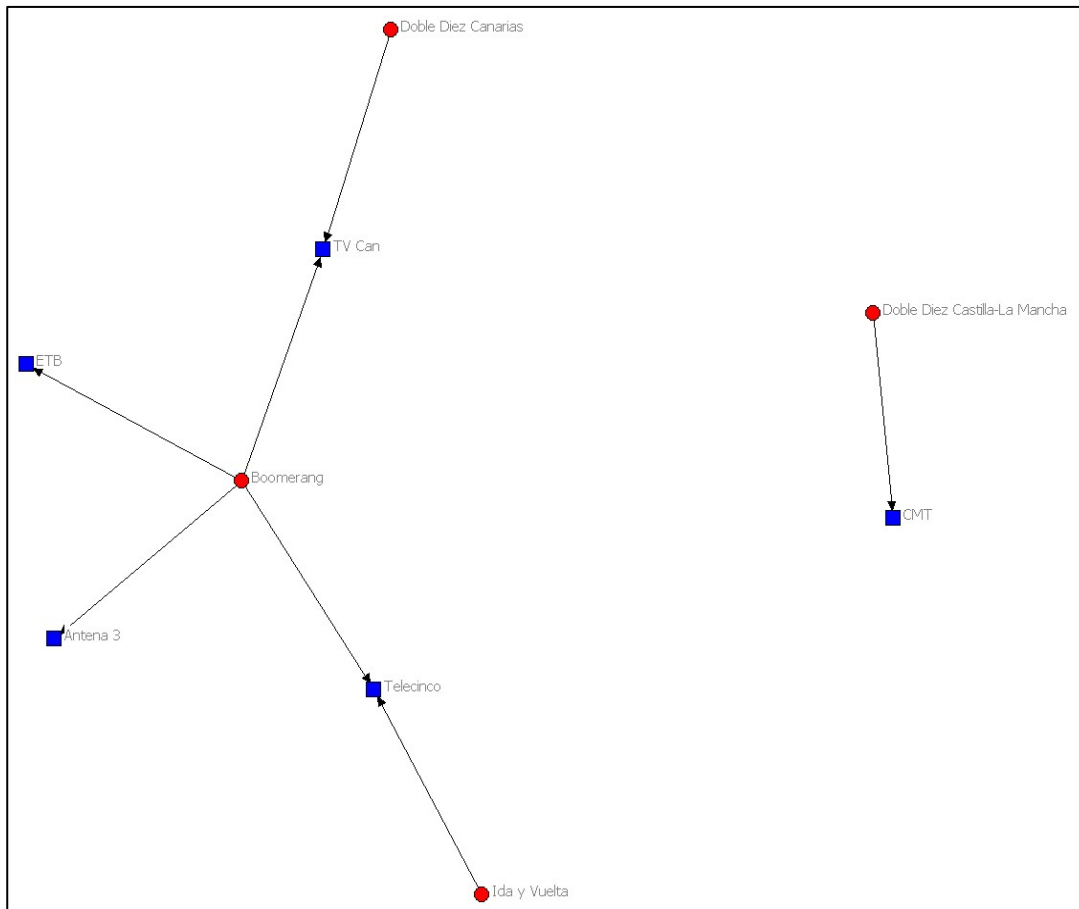 Doble Diez Canarias
TV Can
Doble Diez Castilla-La Mancha
ETB
Boomerang
CMT
Antena 3
Telecinco
Ida y Vuelta